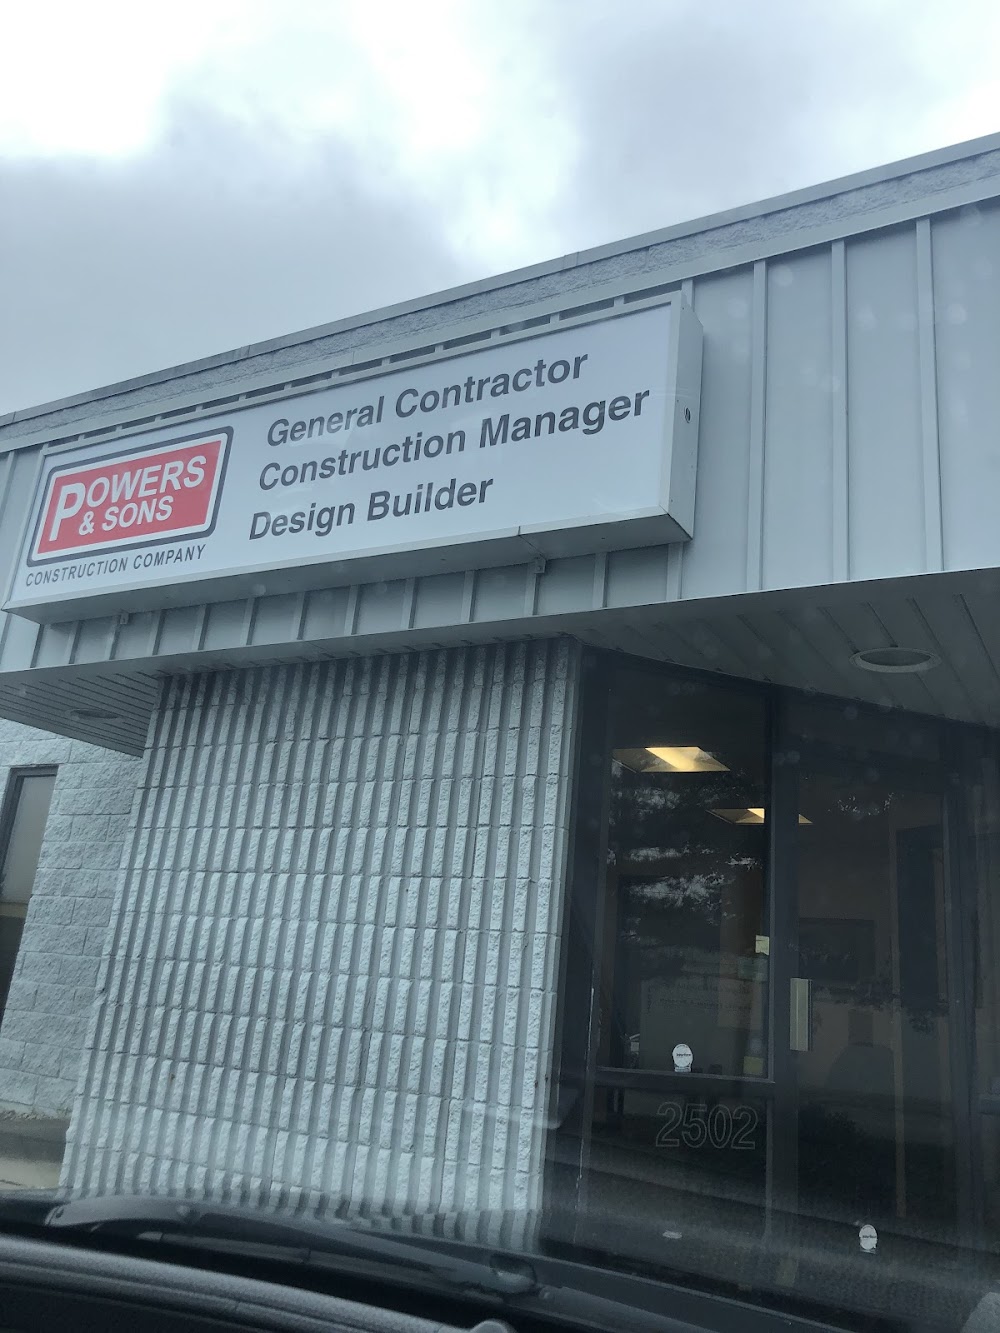 POWERS
& SONS
CONSTRUCTION COMPANY
General Contractor
Construction Manager
Design Builder
2502